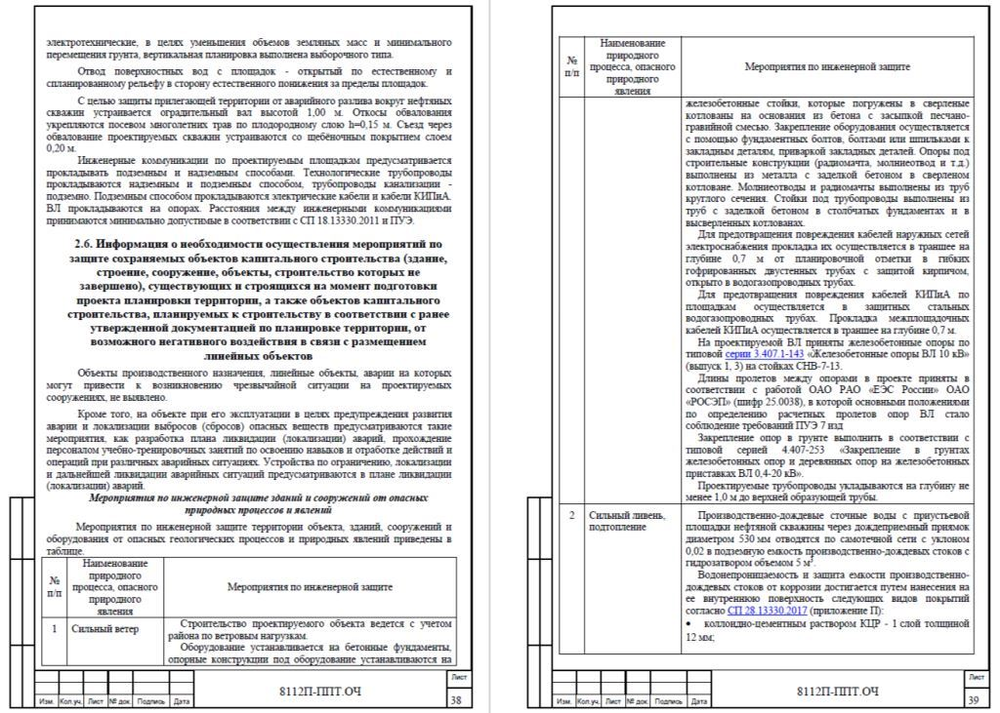 электротехнические, в целях уменьшения объемов земляных масс и минимального
перемещения грунта, вертикальная планировка выполнена выборочного типа.
Отвод поверхностных вод с площадок - открытый по естественному и
спланированному рельефу в сторону естественного понижения за пределы площадок.
С целью защиты прилегающей территории от аварийного разлива вокруг нефтяных
скважин устраивается оградительный вал высотой 1,00 м. Откосы обвалования
укрепляются посевом многолетних трав по плодородному слою h=0,15 м. Съезд через
обвалование проектируемых скважин устраиваются со щебёночным покрытием слоем
0,20 м.
Инженерные коммуникации по проектируемым площадкам предусматривается
прокладывать подземным и надземным способами. Технологические трубопроводы
прокладываются надземным и подземным способом, трубопроводы канализации -
подземно. Подземным способом прокладываются электрические кабели и кабели КИПиА.
ВЛ прокладываются на опорах. Расстояния между инженерными коммуникациями
принимаются минимально допустимые в соответствии с СП 18.13330.2011 и ПУЭ.
2.6. Информация о необходимости осуществления мероприятий по
защите сохраняемых объектов капитального строительства (здание,
строение, сооружение, объекты, строительство которых не
завершено), существующих и строящихся на момент подготовки
проекта планировки территории, а также объектов капитального
строительства, планируемых к строительству в соответствии с ранее
утвержденной документацией по планировке территории, от
возможного негативного воздействия в связи с размещением
линейных объектов
Объекты производственного назначения, линейные объекты, аварии на которых
могут привести к возникновению чрезвычайной ситуации на проектируемых
сооружениях, не выявлено.
Кроме того, на объекте при его эксплуатации в целях предупреждения развития
аварии и локализации выбросов (сбросов) опасных веществ предусматриваются такие
мероприятия, как разработка плана ликвидации (локализации) аварий, прохождение
персоналом учебно-тренировочных занятий по освоению навыков и отработке действий и
операций при различных аварийных ситуациях. Устройства по ограничению, локализации
и дальнейшей ликвидации аварийных ситуаций предусматриваются в плане ликвидации
(локализации) аварий.
Мероприятия по инженерной защите зданий и сооружений от опасных
природных процессов и явлений
Мероприятия по инженерной защите территории объекта, зданий, сооружений и
оборудования от опасных геологических процессов и природных явлений приведены в
таблице.
№
п/п
Наименование
природного
процесса, опасного
природного
явления
Мероприятия по инженерной защите
1
Сильный ветер
Строительство проектируемого объекта ведется с учетом
района по ветровым нагрузкам.
Оборудование устанавливается на бетонные фундаменты,
опорные конструкции под оборудование устанавливаются на
Изм. Кол.уч. Лист № док. Подпись Дата
8112П-ППТ.ОЧ
Лист
38
№
п/п
Наименование
природного
процесса, опасного
природного
явления
Мероприятия по инженерной защите
железобетонные стойки, которые погружены в сверленые
котлованы на основания из бетона с засыпкой песчано-
гравийной смесью. Закрепление оборудования осуществляется
с помощью фундаментных болтов, болтами или шпильками к
закладным деталям, приваркой закладных деталей. Опоры под
строительные конструкции (радиомачта, молниеотвод и т.д.)
выполнены из металла с заделкой бетоном в сверленом
котловане. Молниеотводы и радиомачты выполнены из труб
круглого сечения. Стойки под трубопроводы выполнены из
труб с заделкой бетоном в столбчатых фундаментах и в
высверленных котлованах.
Для предотвращения повреждения кабелей наружных сетей
электроснабжения прокладка их осуществляется в траншее на
глубине 0,7 м от планировочной отметки в гибких
гофрированных двустенных трубах с защитой кирпичом,
открыто в водогазопроводных трубах.
Для предотвращения повреждения кабелей КИПиА по
площадкам осуществляется в защитных стальных
водогазопроводных трубах. Прокладка межплощадочных
кабелей КИПиА осуществляется в траншее на глубине 0,7 м.
На проектируемой ВЛ приняты железобетонные опоры по
типовой серии 3.407.1-143 «Железобетонные опоры ВЛ 10 кВ»
(выпуск 1, 3) на стойках СНВ-7-13.
Длины пролетов между опорами в проекте приняты в
соответствии с работой ОАО РАО «ЕЭС России» ОАО
«РОСЭП» (шифр 25.0038), в которой основными положениями
по определению расчетных пролетов опор ВЛ стало
соблюдение требований ПУЭ 7 изд
Закрепление опор в грунте выполнить в соответствии с
типовой серией 4.407-253 «Закрепление в грунтах
железобетонных опор и деревянных опор на железобетонных
приставках ВЛ 0,4-20 кВ».
Проектируемые трубопроводы укладываются на глубину не
менее 1,0 м до верхней образующей трубы.
2
Сильный ливень,
подтопление
Производственно-дождевые сточные воды с приустьевой
площадки нефтяной скважины через дождеприемный приямок
диаметром 530 мм отводятся по самотечной сети с уклоном
0,02 в подземную емкость производственно-дождевых стоков с
гидрозатвором объемом 5 м³.
Водонепроницаемость и защита емкости производственно-
дождевых стоков от коррозии достигается путем нанесения на
ее внутреннюю поверхность следующих видов покрытий
согласно СП 28.13330.2017 (приложение П):
• коллоидно-цементным раствором КЦР - 1 слой толщиной
12 мм;
Изм. Кол.уч. Лист № док. Подпись Дата
8112П-ППТ.ОЧ
Лист
39